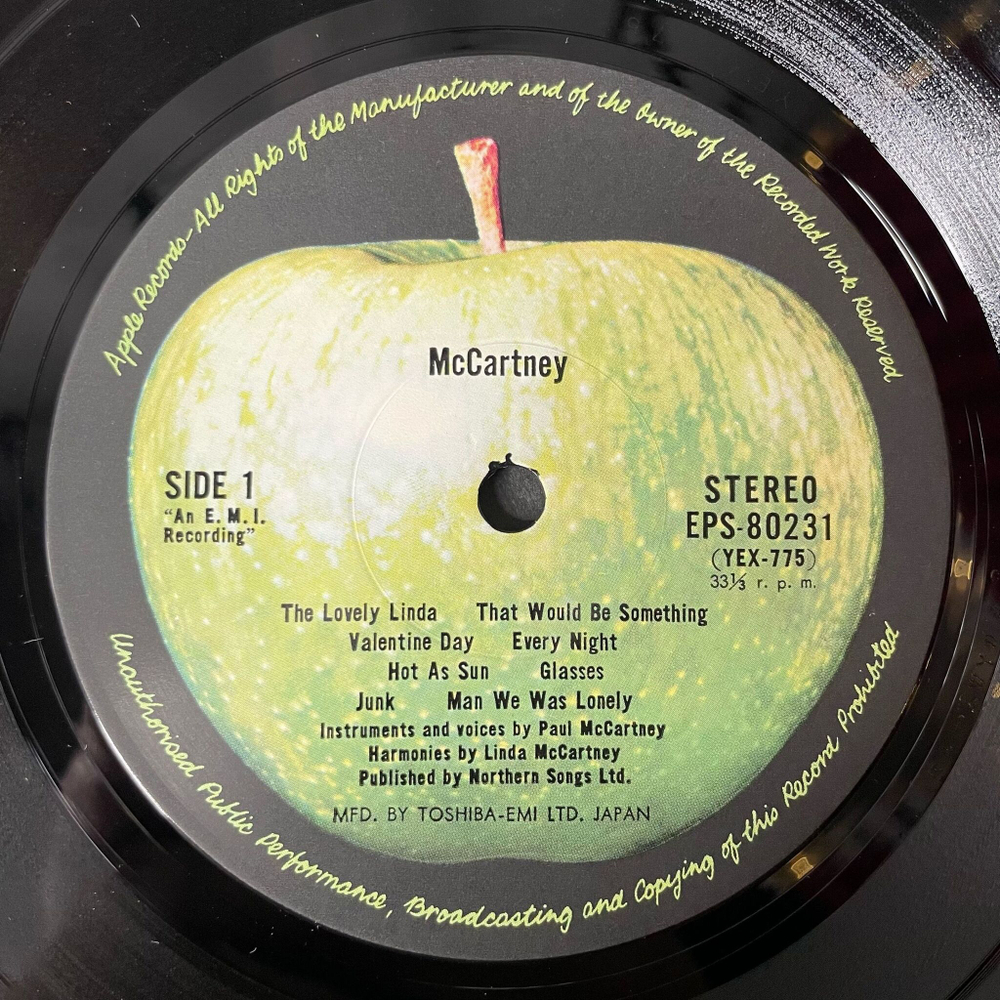 Apple Records-All Rights of the Manufacturer and of the Owner of the Recorded Work Reserved
McCartney
SIDE 1
“An E. M. I.
Recording”
STEREO
EPS-80231
(YEX-775)
33⅓ r. p. m.
The Lovely Linda That Would Be Something
Valentine Day Every Night
Hot As Sun Glasses
Junk Man We Was Lonely
Instruments and voices by Paul McCartney
Harmonies by Linda McCartney
Published by Northern Songs Ltd.
MFD. BY TOSHIBA-EMI LTD. JAPAN
Unauthorised Public Performance, Broadcasting and Copying of this Record Prohibited